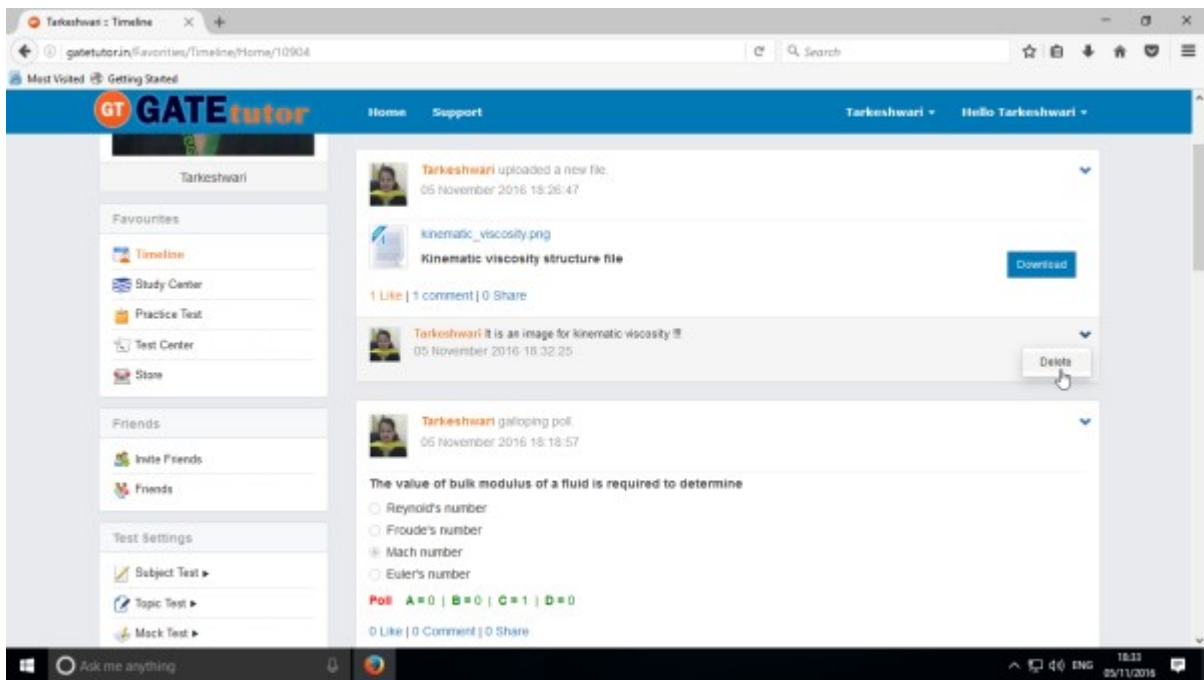 Tarkeshwari :: Timeline
gatetutor.in/Favorities/Timeline/Home/10904
Search
Most Visited
Getting Started
GT GATEtutor
Home
Support
Tarkeshwari
Hello Tarkeshwari
Tarkeshwari
Favourites
Timeline
Study Center
Practice Test
Test Center
Store
Friends
Invite Friends
Friends
Test Settings
Subject Test
Topic Test
Mock Test
Tarkeshwari uploaded a new file.
05 November 2016 18:26:47
kinematic_viscosity.png
Kinematic viscosity structure file
Download
1 Like | 1 comment | 0 Share
Tarkeshwari It is an image for kinematic viscosity !!!
05 November 2016 18:32:25
Delete
Tarkeshwari galloping poll.
05 November 2016 18:18:57
The value of bulk modulus of a fluid is required to determine
Reynold's number
Froude's number
Mach number
Euler's number
Poll A = 0 | B = 0 | C = 1 | D = 0
0 Like | 0 Comment | 0 Share
Ask me anything
ENG
18:33
05/11/2016